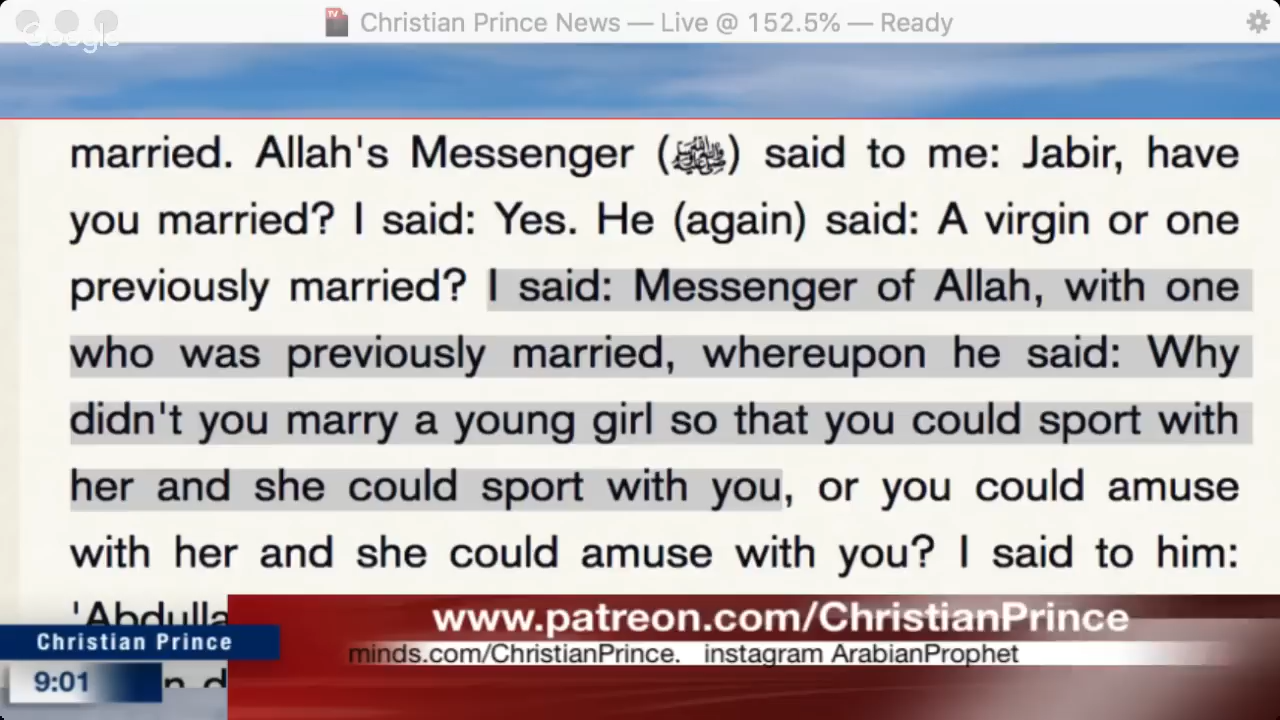 Google
Christian Prince News — Live @ 152.5% — Ready
married. Allah's Messenger (ﷺ) said to me: Jabir, have
you married? I said: Yes. He (again) said: A virgin or one
previously married? I said: Messenger of Allah, with one
who was previously married, whereupon he said: Why
didn't you marry a young girl so that you could sport with
her and she could sport with you, or you could amuse
with her and she could amuse with you? I said to him:
'Abdulla
www.patreon.com/ChristianPrince
Christian Prince
minds.com/ChristianPrince. instagram ArabianProphet
9:01